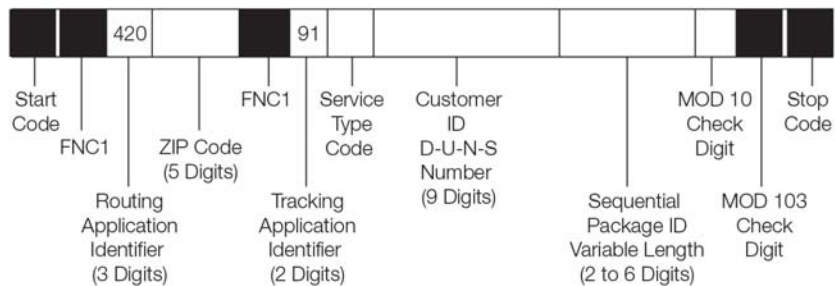 420
91
Start
Code
FNC1
Routing
Application
Identifier
(3 Digits)
ZIP Code
(5 Digits)
FNC1
Tracking
Application
Identifier
(2 Digits)
Service
Type
Code
Customer
ID
D-U-N-S
Number
(9 Digits)
Sequential
Package ID
Variable Length
(2 to 6 Digits)
MOD 10
Check
Digit
MOD 103
Check
Digit
Stop
Code